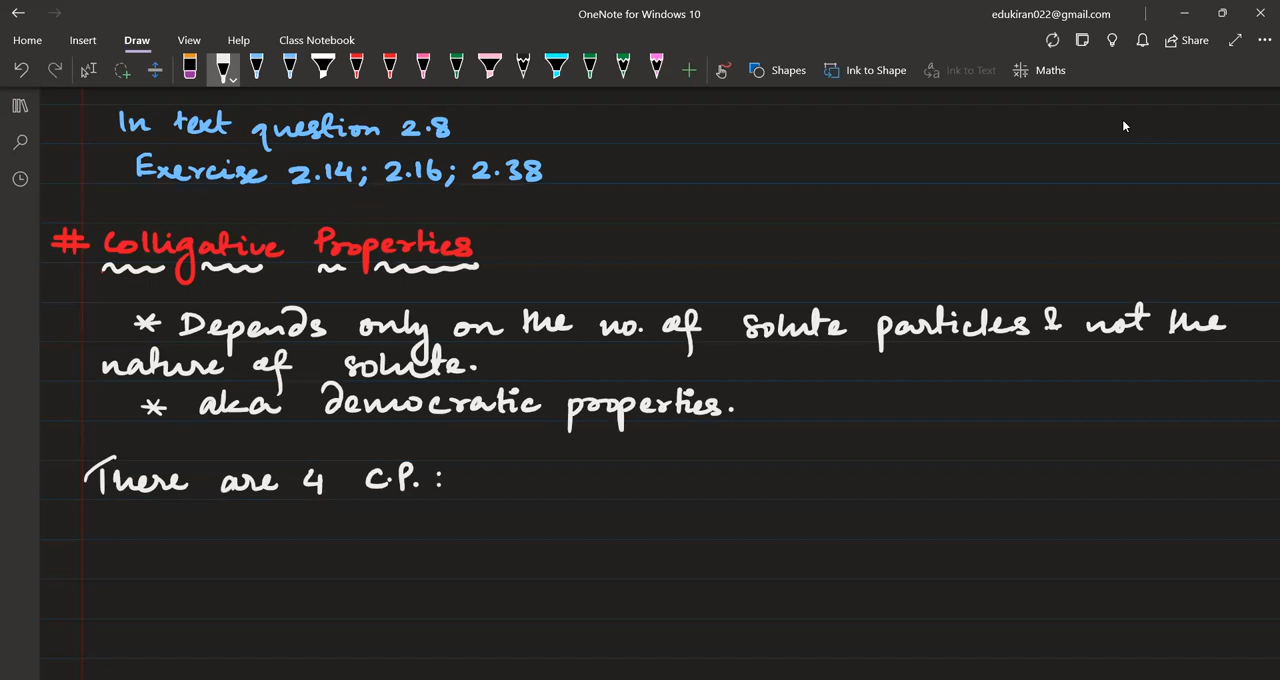 OneNote for Windows 10
edukiran022@gmail.com
Home Insert Draw View Help Class Notebook
Share
Shapes Ink to Shape Ink to Text Maths
In text question 2.8
Exercise 2.14; 2.16; 2.38
# Colligative Properties
* Depends only on the no. of solute particles & not the
nature of solute.
* aka democratic properties.
There are 4 C.P. :